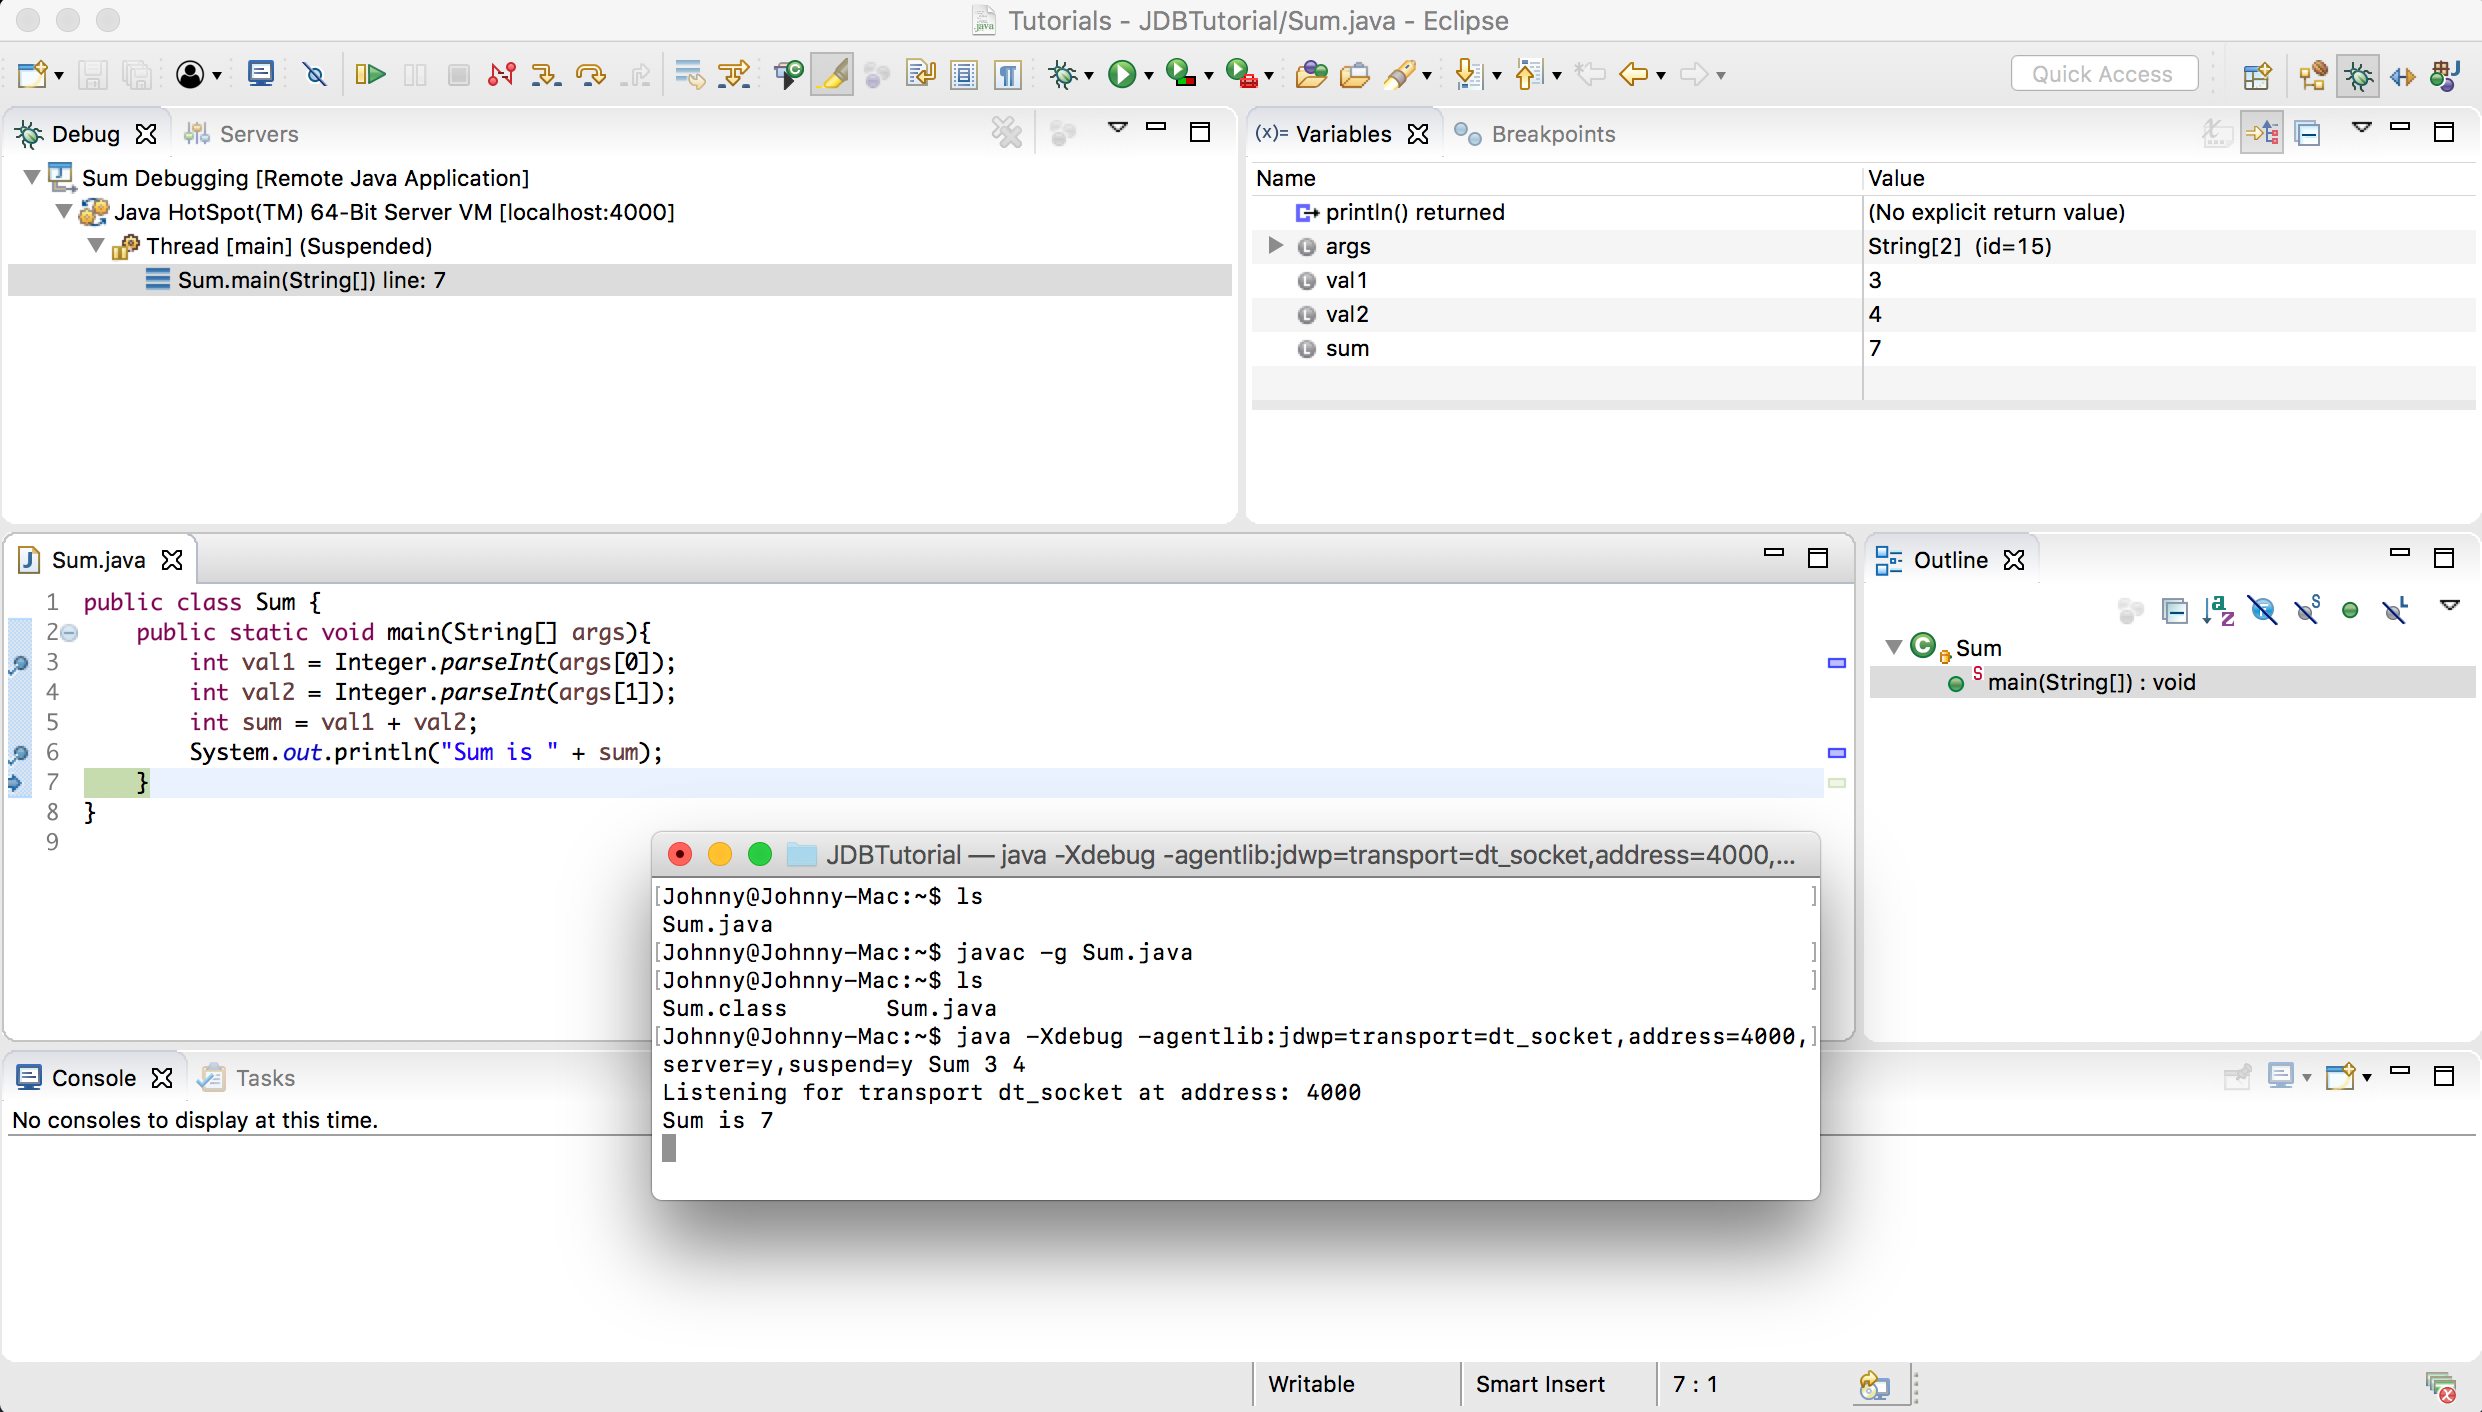 Tutorials - JDBTutorial/Sum.java - Eclipse
Quick Access
Debug
Servers
Sum Debugging [Remote Java Application]
Java HotSpot(TM) 64-Bit Server VM [localhost:4000]
Thread [main] (Suspended)
Sum.main(String[]) line: 7
(x)= Variables
Breakpoints
Name Value
println() returned (No explicit return value)
args String[2] (id=15)
val1 3
val2 4
sum 7
Sum.java
1 public class Sum {
2 public static void main(String[] args){
3 int val1 = Integer.parseInt(args[0]);
4 int val2 = Integer.parseInt(args[1]);
5 int sum = val1 + val2;
6 System.out.println("Sum is " + sum);
7 }
8 }
9
Outline
Sum
main(String[]) : void
JDBTutorial — java -Xdebug -agentlib:jdwp=transport=dt_socket,address=4000,...
[Johnny@Johnny-Mac:~$ ls ]
Sum.java
[Johnny@Johnny-Mac:~$ javac -g Sum.java ]
[Johnny@Johnny-Mac:~$ ls ]
Sum.class Sum.java
[Johnny@Johnny-Mac:~$ java -Xdebug -agentlib:jdwp=transport=dt_socket,address=4000,]
server=y,suspend=y Sum 3 4
Listening for transport dt_socket at address: 4000
Sum is 7
Console
Tasks
No consoles to display at this time.
Writable
Smart Insert
7 : 1